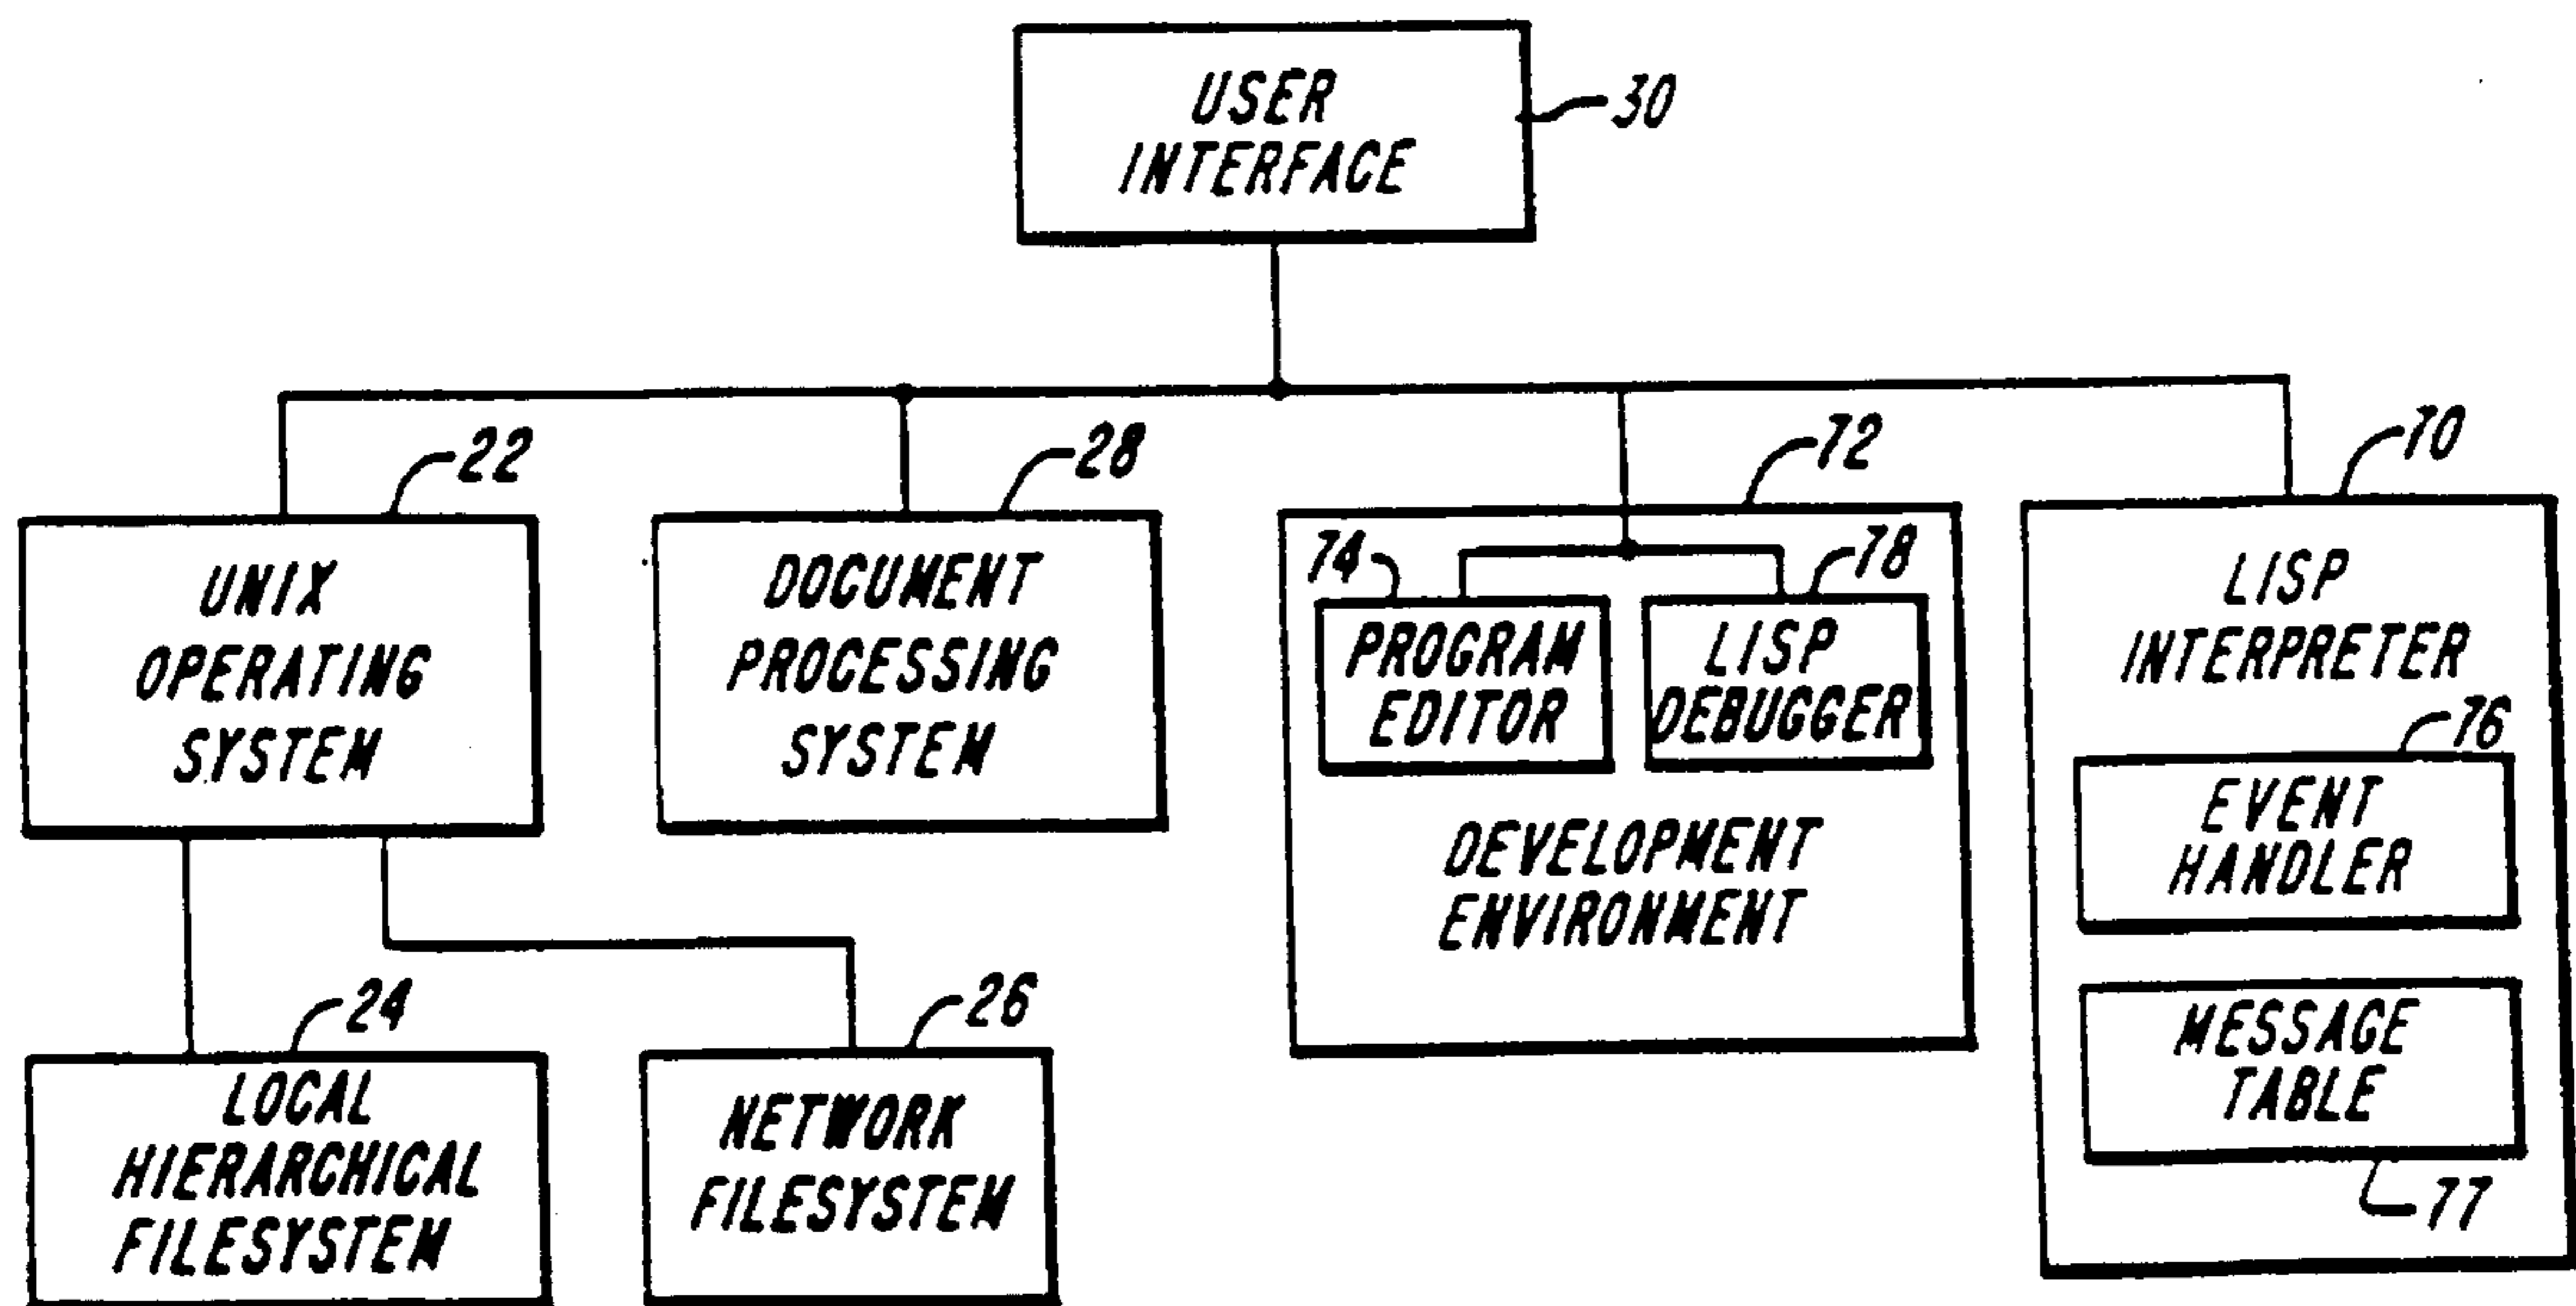 USER
INTERFACE
30
22
28
72
70
UNIX
OPERATING
SYSTEM
DOCUMENT
PROCESSING
SYSTEM
74
78
PROGRAM
EDITOR
LISP
DEBUGGER
DEVELOPMENT
ENVIRONMENT
LISP
INTERPRETER
76
EVENT
HANDLER
MESSAGE
TABLE
77
24
LOCAL
HIERARCHICAL
FILESYSTEM
26
NETWORK
FILESYSTEM